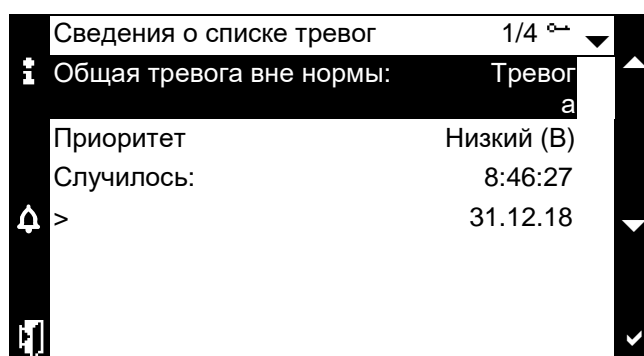 Сведения о списке тревог 1/4
Общая тревога вне нормы: Тревог
а
Приоритет Низкий (B)
Случилось: 8:46:27
> 31.12.18